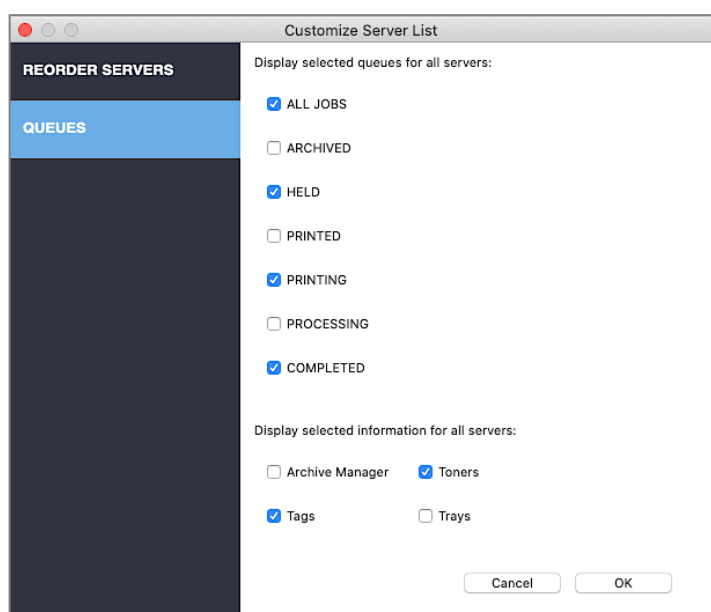 Customize Server List
REORDER SERVERS
QUEUES
Display selected queues for all servers:
ALL JOBS
ARCHIVED
HELD
PRINTED
PRINTING
PROCESSING
COMPLETED
Display selected information for all servers:
Archive Manager Toners
Tags Trays
Cancel OK